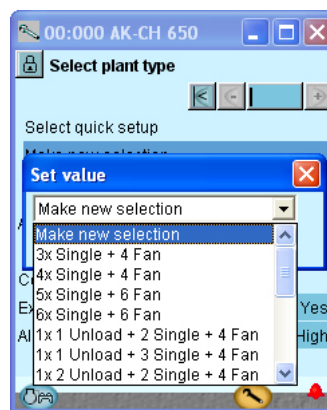 00:000 AK-CH 650
Select plant type
Select quick setup
Make new selection
Set value
Make new selection
Make new selection
3x Single + 4 Fan
4x Single + 4 Fan
5x Single + 6 Fan
6x Single + 6 Fan
1x 1 Unload + 2 Single + 4 Fan
Yes
1x 1 Unload + 3 Single + 4 Fan
High
1x 2 Unload + 2 Single + 4 Fan